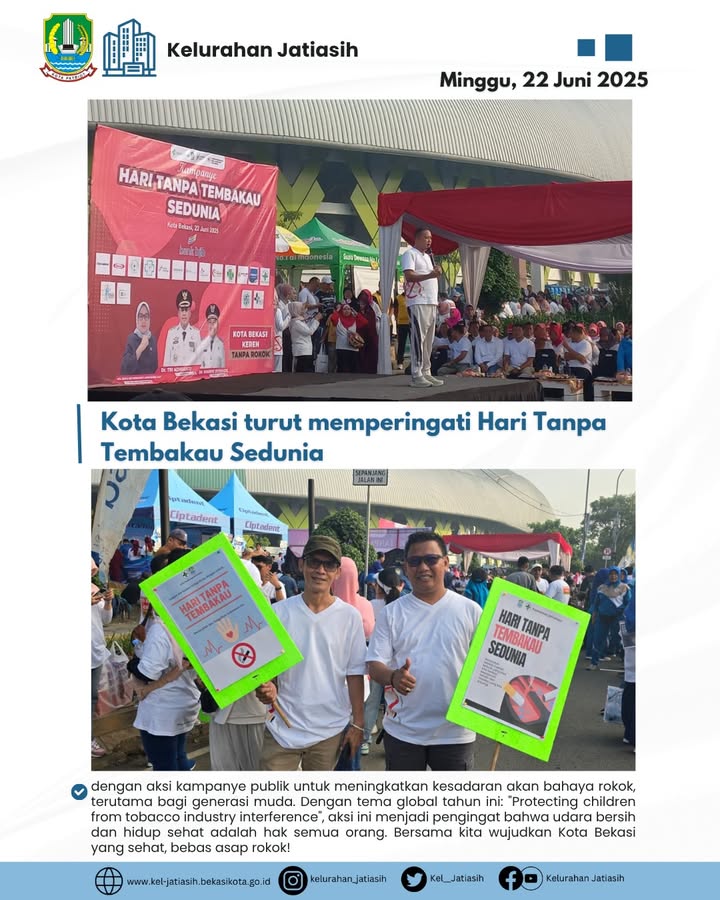 Kelurahan Jatiasih
KOTA PATRIOT
Minggu, 22 Juni 2025
Kampanye
HARI TANPA TEMBAKAU
SEDUNIA
Kota Bekasi, 22 Juni 2025
bank bjb
KOTA BEKASI
KEREN
TANPA ROKOK
Kota Bekasi turut memperingati Hari Tanpa
Tembakau Sedunia
SEPANJANG
JALAN INI
Ciptadent
Ciptadent
HARI TANPA
TEMBAKAU
HARI TANPA
TEMBAKAU
SEDUNIA
dengan aksi kampanye publik untuk meningkatkan kesadaran akan bahaya rokok,
terutama bagi generasi muda. Dengan tema global tahun ini: "Protecting children
from tobacco industry interference", aksi ini menjadi pengingat bahwa udara bersih
dan hidup sehat adalah hak semua orang. Bersama kita wujudkan Kota Bekasi
yang sehat, bebas asap rokok!
www.kel-jatiasih.bekasikota.go.id
kelurahan_jatiasih
Kel__Jatiasih
Kelurahan Jatiasih